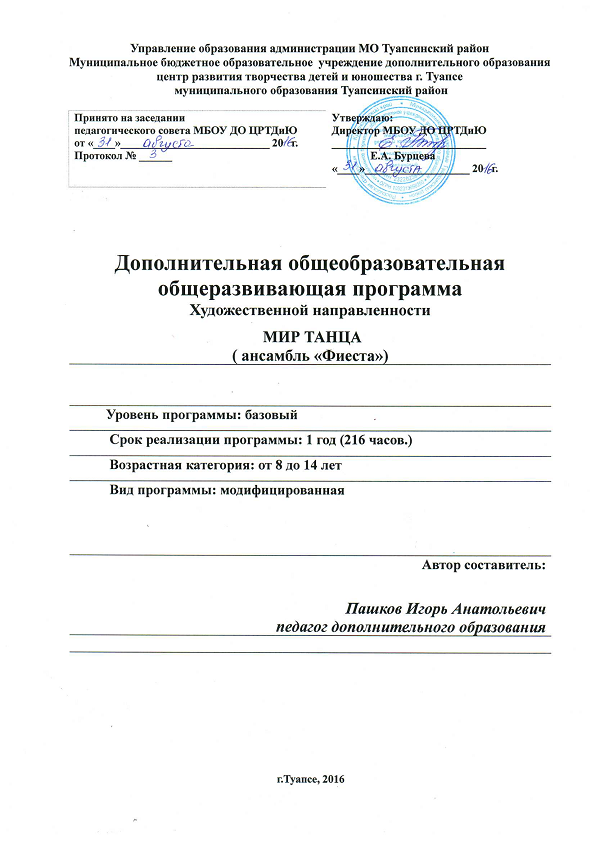 Управление образования администрации МО Туапсинский район
Муниципальное бюджетное образовательное учреждение дополнительного образования
центр развития творчества детей и юношества г. Туапсе
муниципального образования Туапсинский район
Принято на заседании
педагогического совета МБОУ ДО ЦРТДиЮ
от « 31 » августа 2016г.
Протокол № 3
Утверждаю:
Директор МБОУ ДО ЦРТДиЮ
Е.А. Бурцева
« 31 » августа 2016г.
Дополнительная общеобразовательная
общеразвивающая программа
Художественной направленности
МИР ТАНЦА
( ансамбль «Фиеста»)
Уровень программы: базовый
Срок реализации программы: 1 год (216 часов.)
Возрастная категория: от 8 до 14 лет
Вид программы: модифицированная
Автор составитель:
Пашков Игорь Анатольевич
педагог дополнительного образования
г.Туапсе, 2016